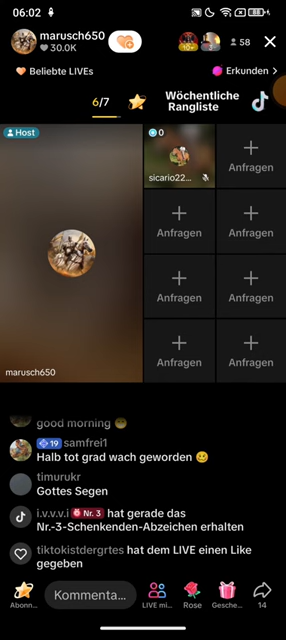 06:02
marusch650
30.0K
10+
3
58
Beliebte LIVEs
Erkunden
6/7
Wöchentliche
Rangliste
Host
0
sicario22...
Anfragen
Anfragen
Anfragen
Anfragen
Anfragen
Anfragen
Anfragen
marusch650
good morning
19 samfrei1
Halb tot grad wach geworden
timurukr
Gottes Segen
i.v.v.v.i Nr. 3 hat gerade das
Nr.-3-Schenkenden-Abzeichen erhalten
tiktokistdergrtes hat dem LIVE einen Like
gegeben
Kommenta...
Abonn...
LIVE mi...
Rose
Gesche...
14